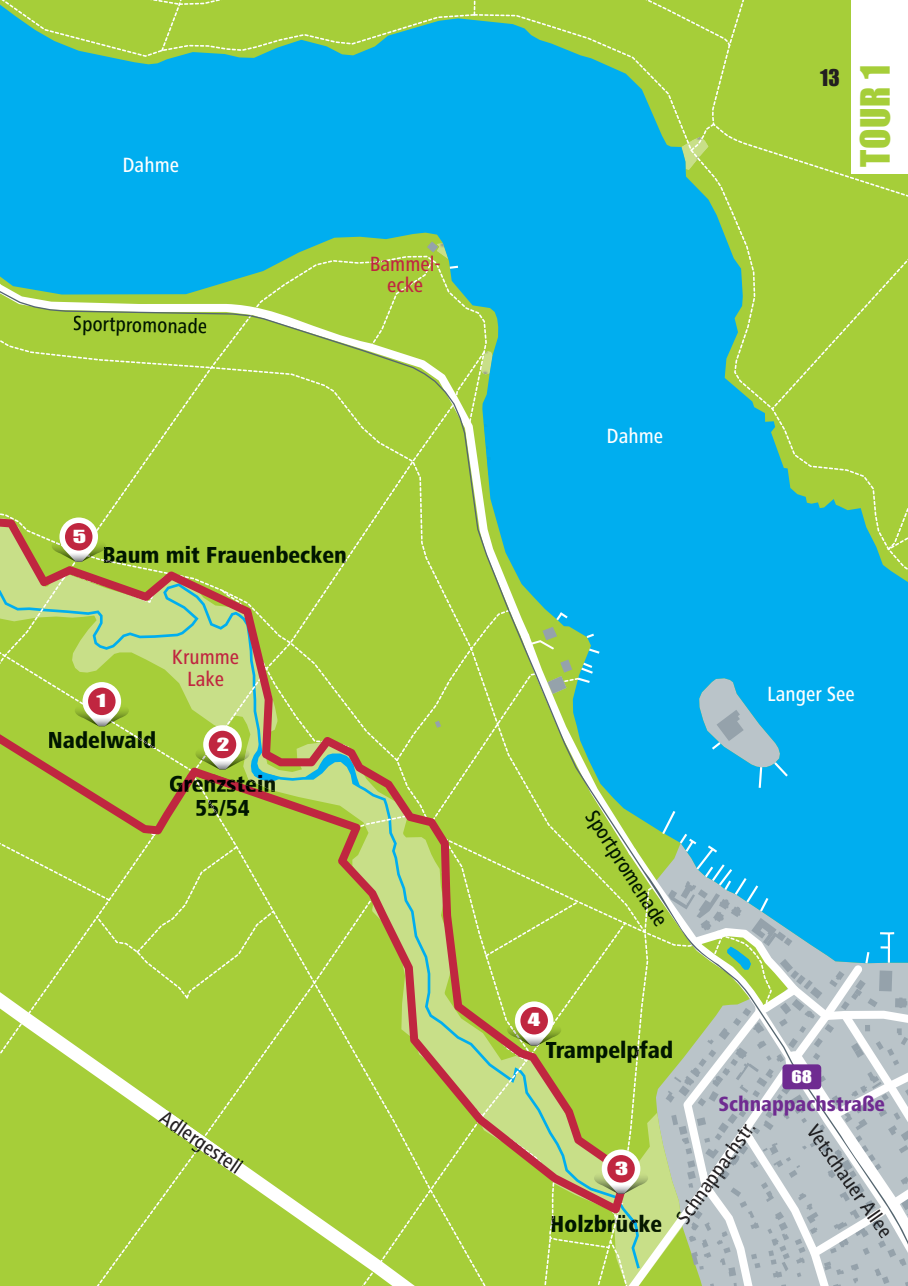 13
TOUR 1
Dahme
Bammel-
ecke
Sportpromonade
Dahme
5
Baum mit Frauenbecken
Krumme
Lake
1
Nadelwald
2
Grenzstein
55/54
Langer See
Sportpromenade
4
Trampelpfad
68
Schnappachstraße
Adlergestell
Schnappachstr.
Vetschauer Allee
3
Holzbrücke